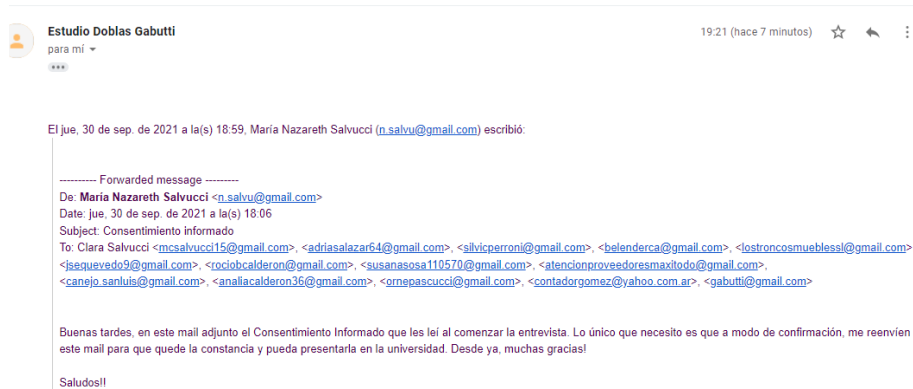 Estudio Doblas Gabutti
19:21 (hace 7 minutos)
para mí
El jue, 30 de sep. de 2021 a la(s) 18:59, María Nazareth Salvucci (n.salvu@gmail.com) escribió:
---------- Forwarded message ---------
De: María Nazareth Salvucci <n.salvu@gmail.com>
Date: jue, 30 de sep. de 2021 a la(s) 18:06
Subject: Consentimiento informado
To: Clara Salvucci <mcsalvucci15@gmail.com>, <adriasalazar64@gmail.com>, <silvicperroni@gmail.com>, <belenderca@gmail.com>, <lostroncosmueblessl@gmail.com>
<jsequevedo9@gmail.com>, <rociobcalderon@gmail.com>, <susanasosa110570@gmail.com>, <atencionproveedoresmaxitodo@gmail.com>,
<canejo.sanluis@gmail.com>, <analiacalderon36@gmail.com>, <ornepascucci@gmail.com>, <contadorgomez@yahoo.com.ar>, <gabutti@gmail.com>
Buenas tardes, en este mail adjunto el Consentimiento Informado que les leí al comenzar la entrevista. Lo único que necesito es que a modo de confirmación, me reenvíen
este mail para que quede la constancia y pueda presentarla en la universidad. Desde ya, muchas gracias!
Saludos!!